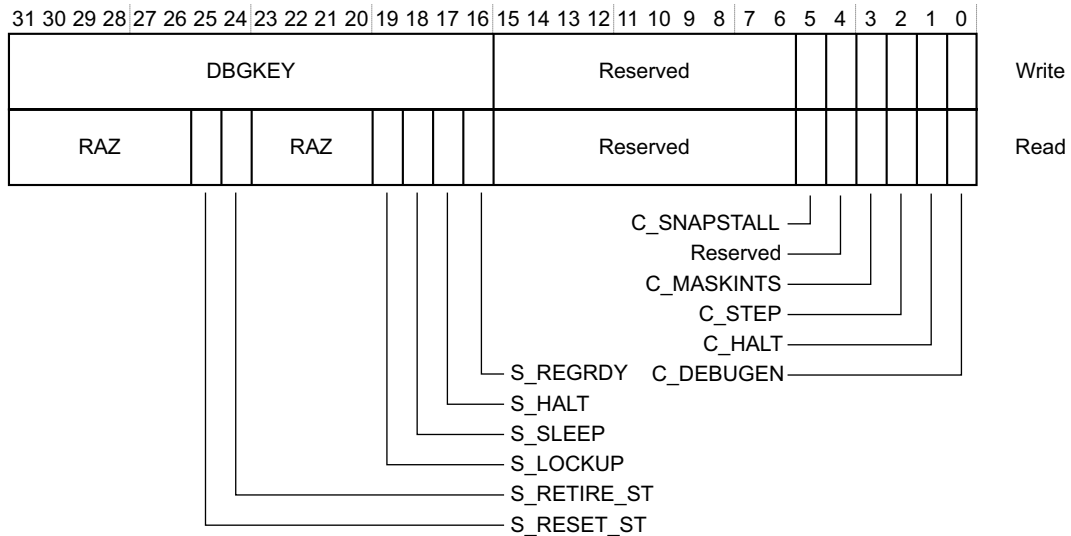 31 30 29 28 27 26 25 24 23 22 21 20 19 18 17 16 15 14 13 12 11 10 9 8 7 6 5 4 3 2 1 0
DBGKEY Reserved Write
RAZ RAZ Reserved Read
C_SNAPSTALL
Reserved
C_MASKINTS
C_STEP
C_HALT
S_REGRDY C_DEBUGEN
S_HALT
S_SLEEP
S_LOCKUP
S_RETIRE_ST
S_RESET_ST